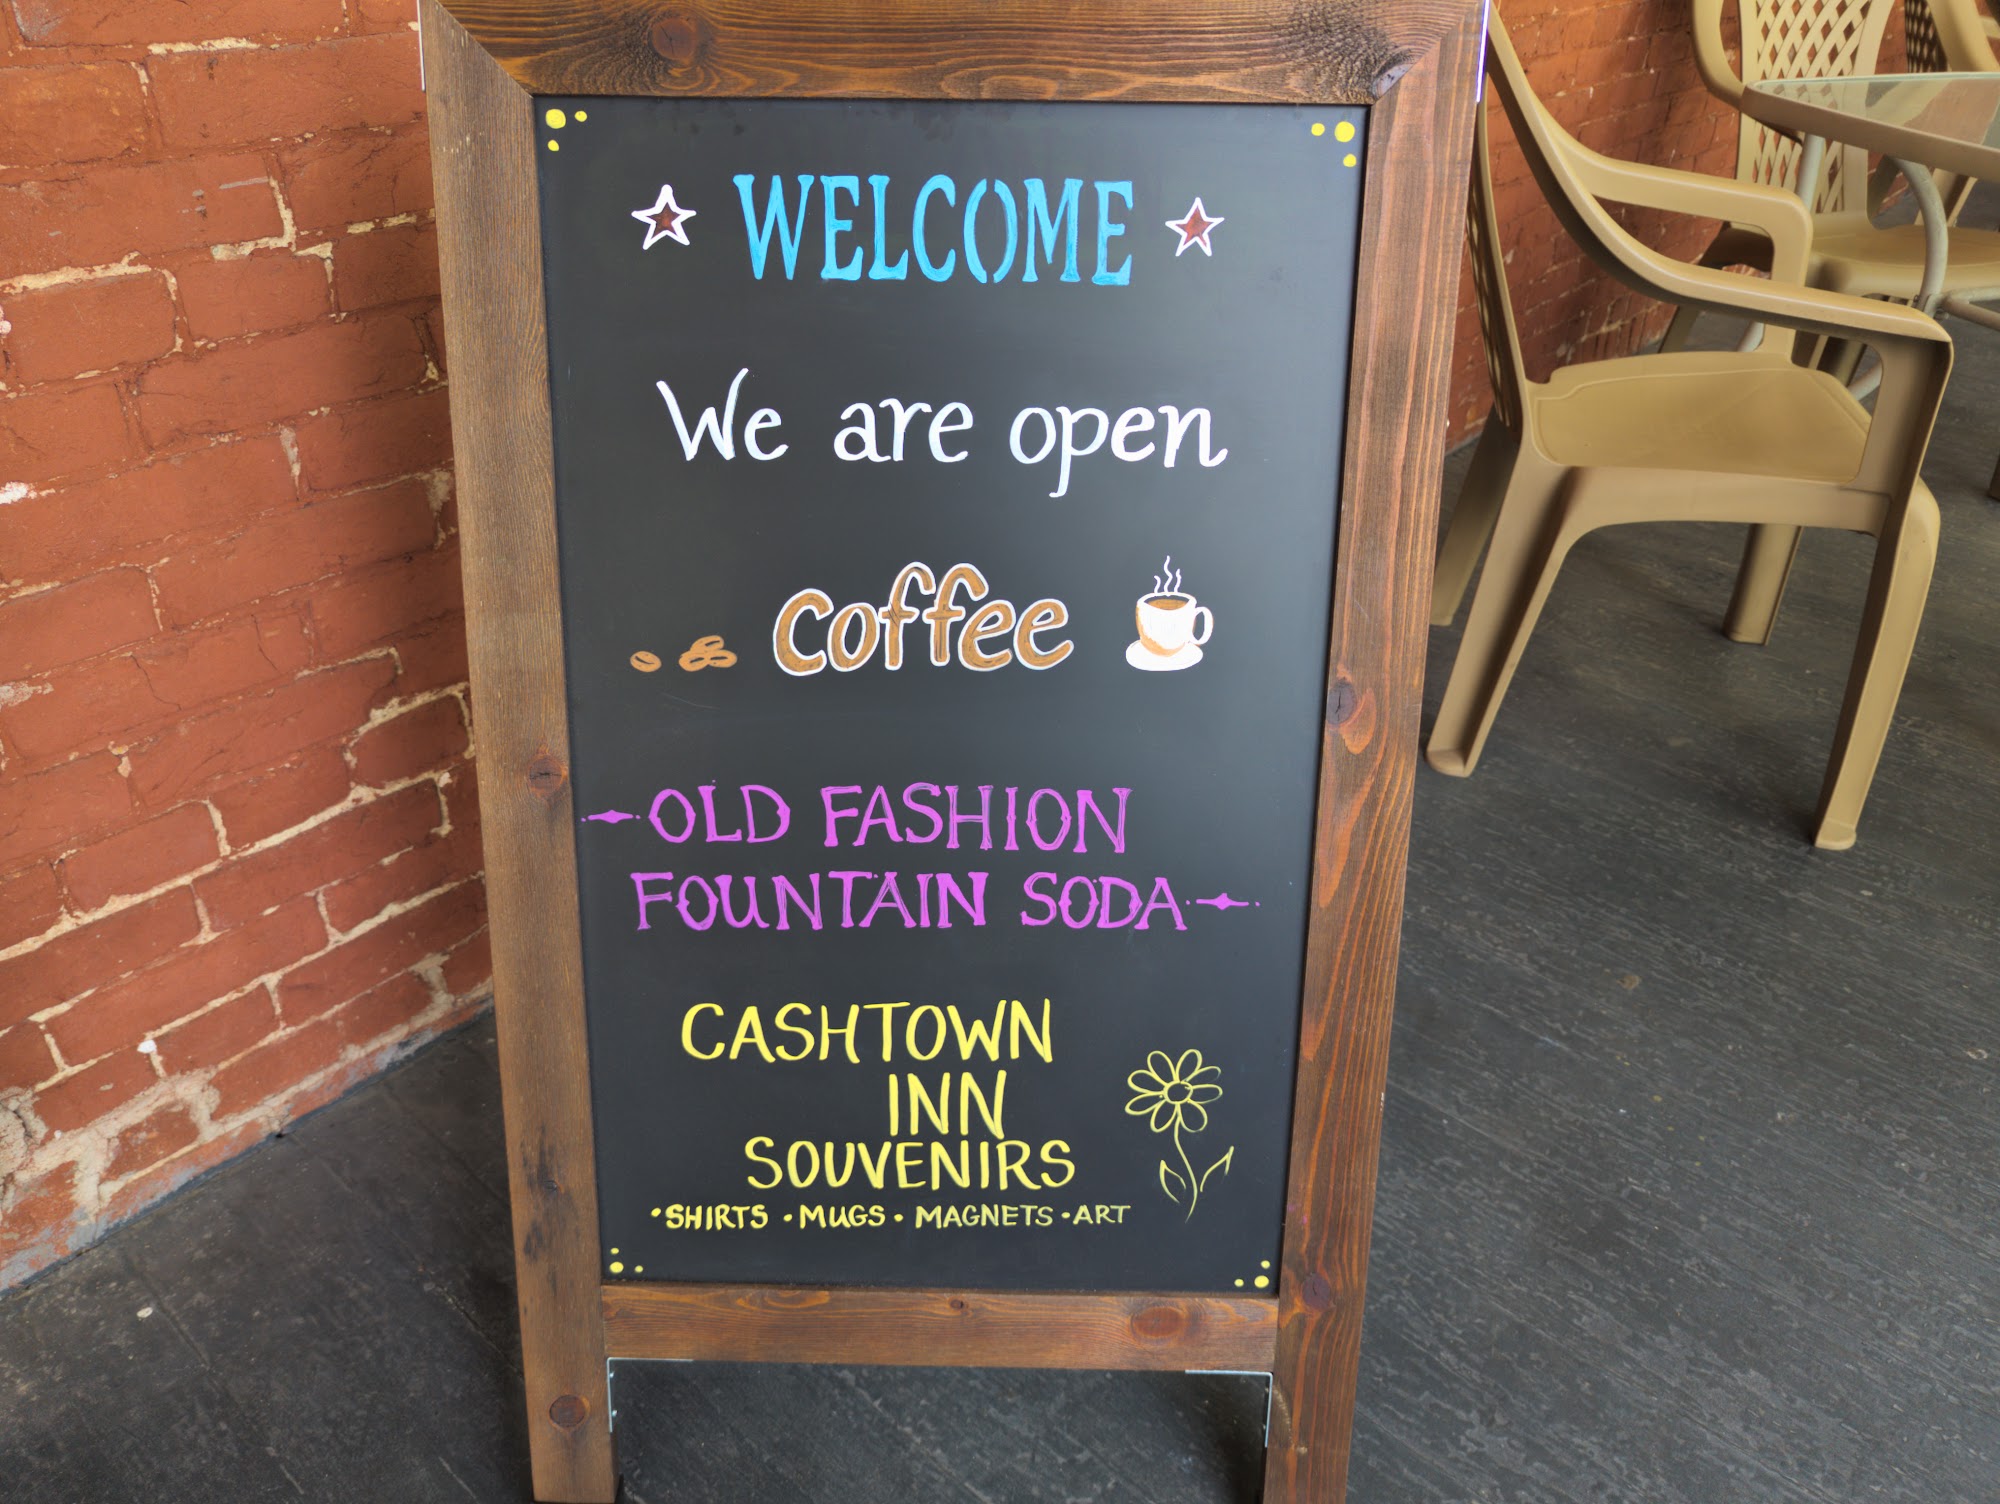 WELCOME
We are open
coffee
OLD FASHION
FOUNTAIN SODA
CASHTOWN
INN
SOUVENIRS
• SHIRTS • MUGS • MAGNETS • ART